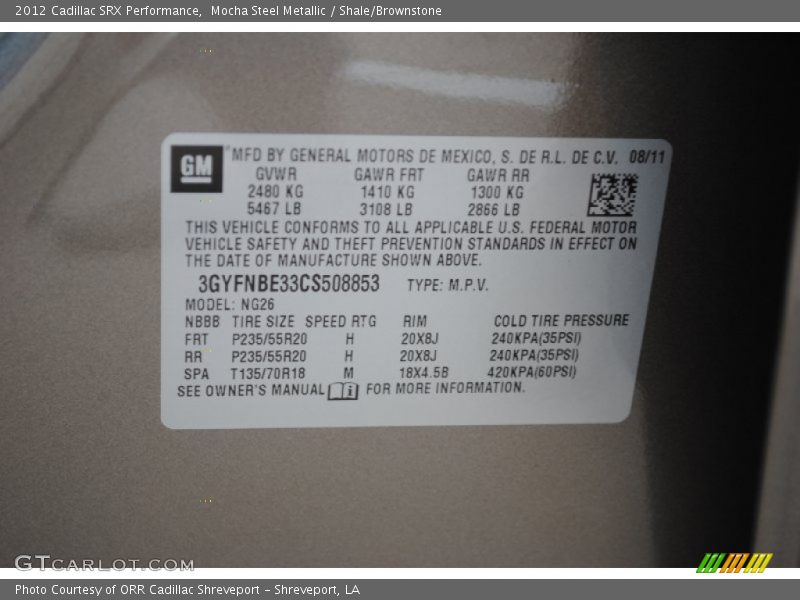 2012 Cadillac SRX Performance, Mocha Steel Metallic / Shale/Brownstone
GM
MFD BY GENERAL MOTORS DE MEXICO, S. DE R.L. DE C.V. 08/11
GVWR GAWR FRT GAWR RR
2480 KG 1410 KG 1300 KG
5467 LB 3108 LB 2866 LB
THIS VEHICLE CONFORMS TO ALL APPLICABLE U.S. FEDERAL MOTOR
VEHICLE SAFETY AND THEFT PREVENTION STANDARDS IN EFFECT ON
THE DATE OF MANUFACTURE SHOWN ABOVE.
3GYFNBE33CS508853 TYPE: M.P.V.
MODEL: NG26
NBBB TIRE SIZE SPEED RTG RIM COLD TIRE PRESSURE
FRT P235/55R20 H 20X8J 240KPA(35PSI)
RR P235/55R20 H 20X8J 240KPA(35PSI)
SPA T135/70R18 M 18X4.5B 420KPA(60PSI)
SEE OWNER'S MANUAL i FOR MORE INFORMATION.
GTCARLOT.COM
Photo Courtesy of ORR Cadillac Shreveport - Shreveport, LA